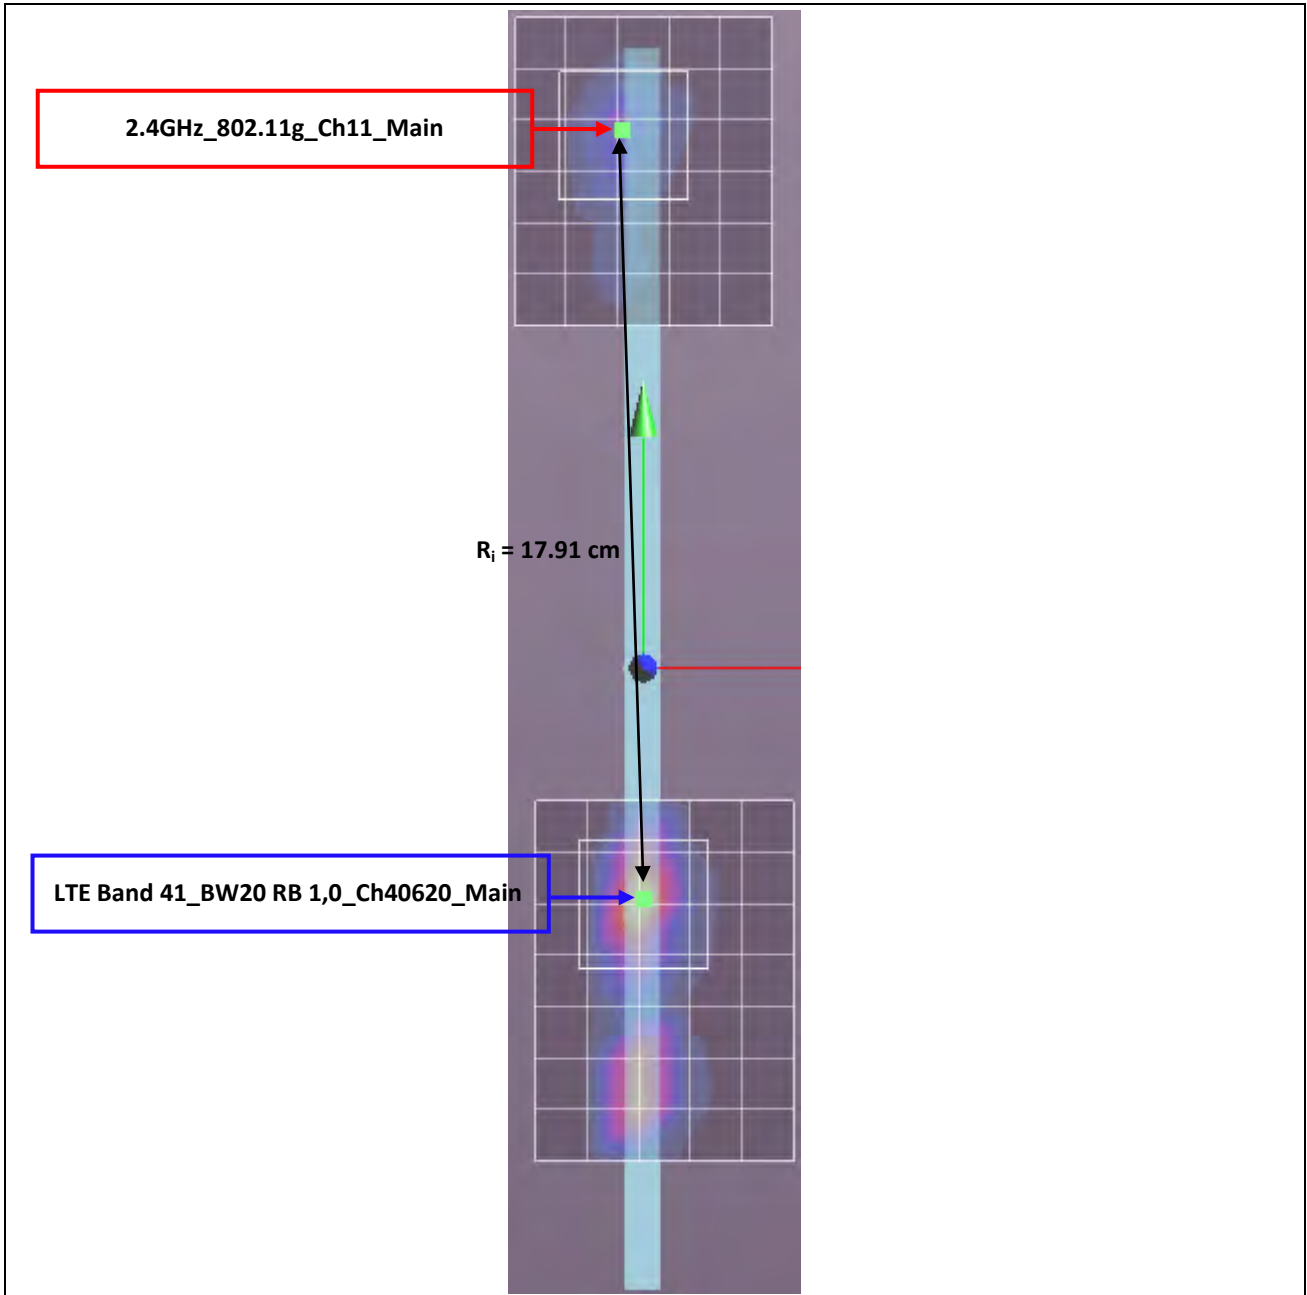 2.4GHz_802.11g_Ch11_Main
Rᵢ = 17.91 cm
LTE Band 41_BW20 RB 1,0_Ch40620_Main